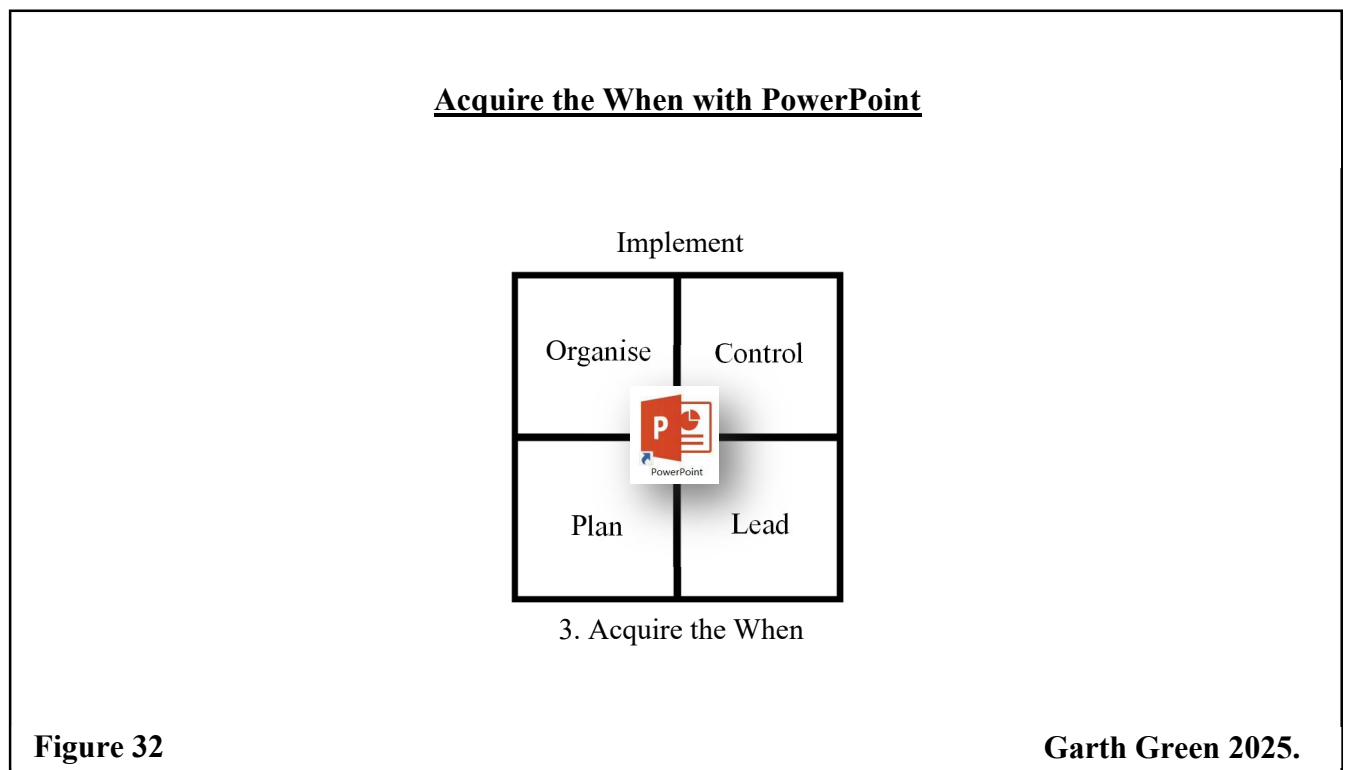 Acquire the When with PowerPoint
Implement
Organise Control
P
PowerPoint
Plan Lead
3. Acquire the When
Figure 32 Garth Green 2025.